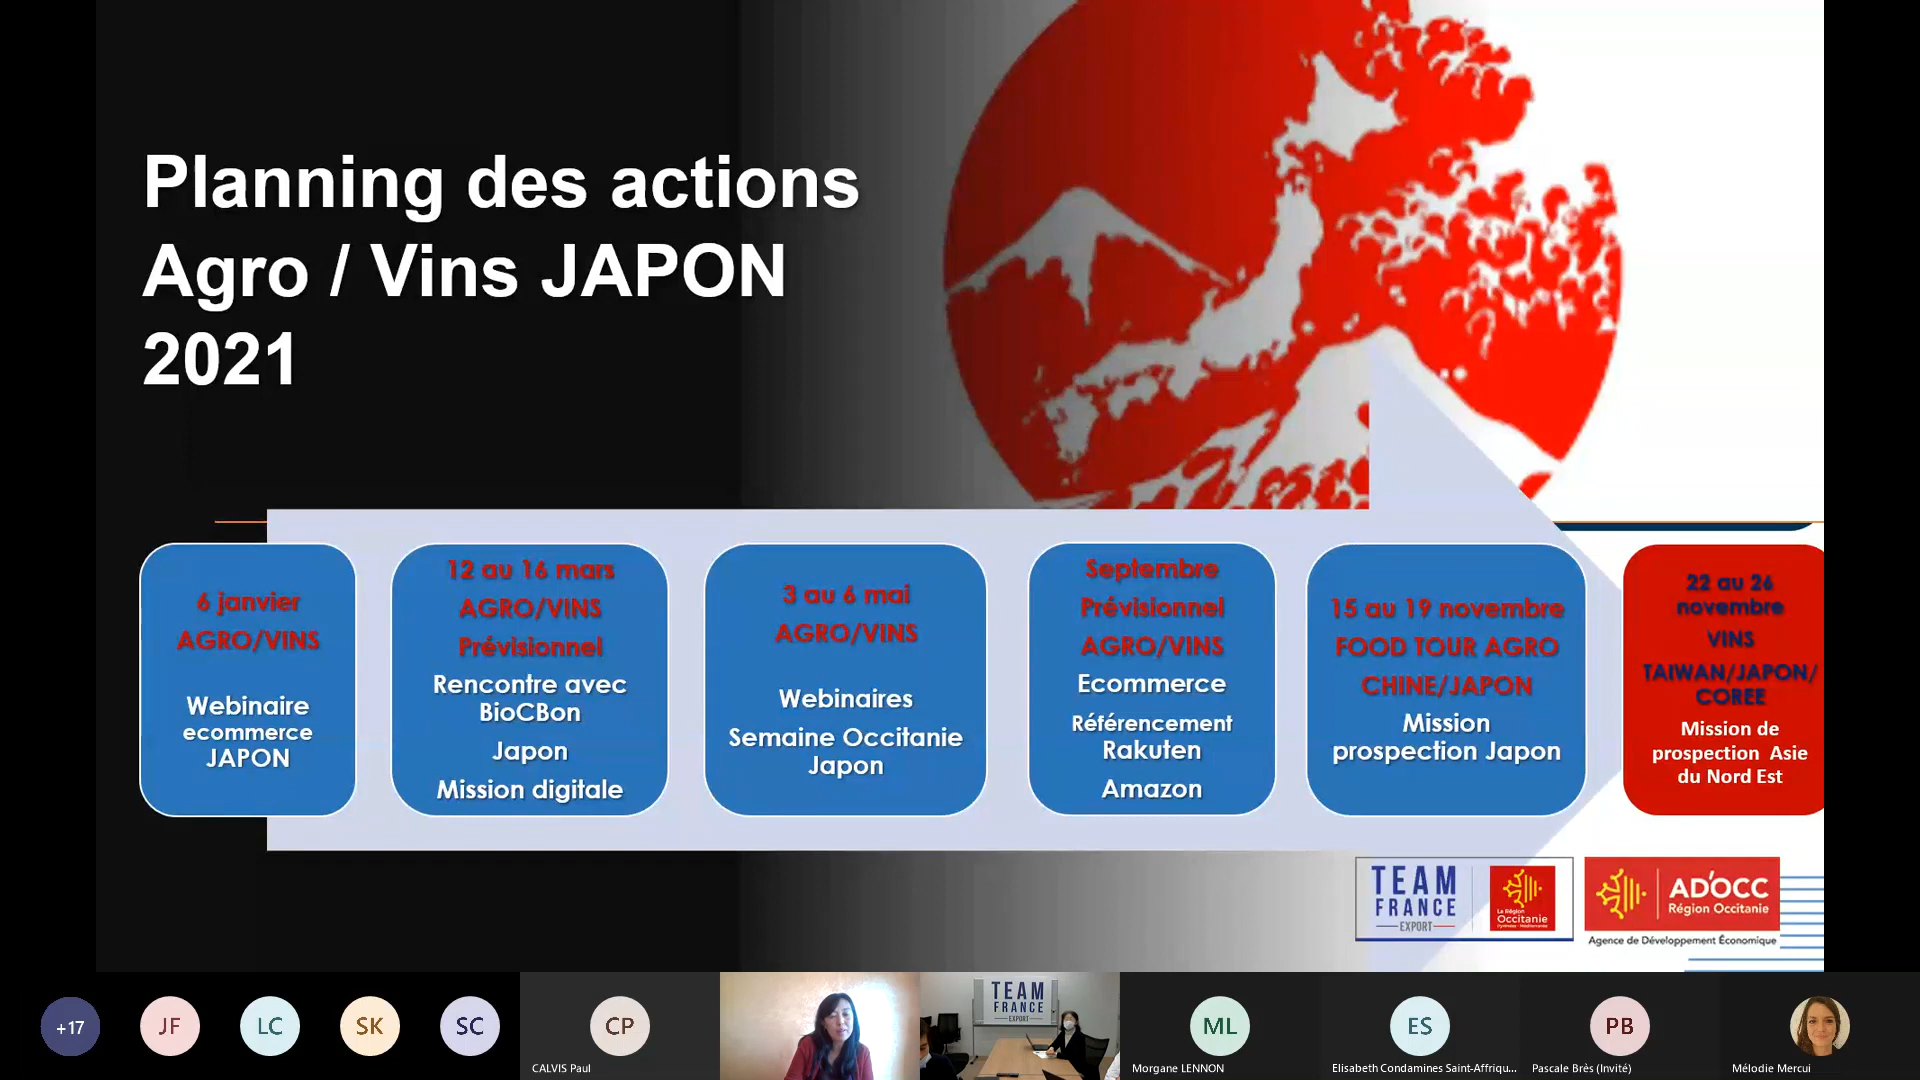 Planning des actions
Agro / Vins JAPON
2021
6 janvier
AGRO/VINS
Webinaire
ecommerce
JAPON
12 au 16 mars
AGRO/VINS
Prévisionnel
Rencontre avec
BioCBon
Japon
Mission digitale
3 au 6 mai
AGRO/VINS
Webinaires
Semaine Occitanie
Japon
Septembre
Prévisionnel
AGRO/VINS
Ecommerce
Référencement
Rakuten
Amazon
15 au 19 novembre
FOOD TOUR AGRO
CHINE/JAPON
Mission
prospection Japon
22 au 26
novembre
VINS
TAIWAN/JAPON/
COREE
Mission de
prospection Asie
du Nord Est
TEAM
FRANCE
EXPORT
La Région
Occitanie
Pyrénées - Méditerranée
AD'OCC
Région Occitanie
Agence de Développement Économique
+17
JF
LC
SK
SC
CP
CALVIS Paul
TEAM
FRANCE
EXPORT
ML
Morgane LENNON
ES
Elisabeth Condamines Saint-Affriqu...
PB
Pascale Brès (Invité)
Mélodie Mercui